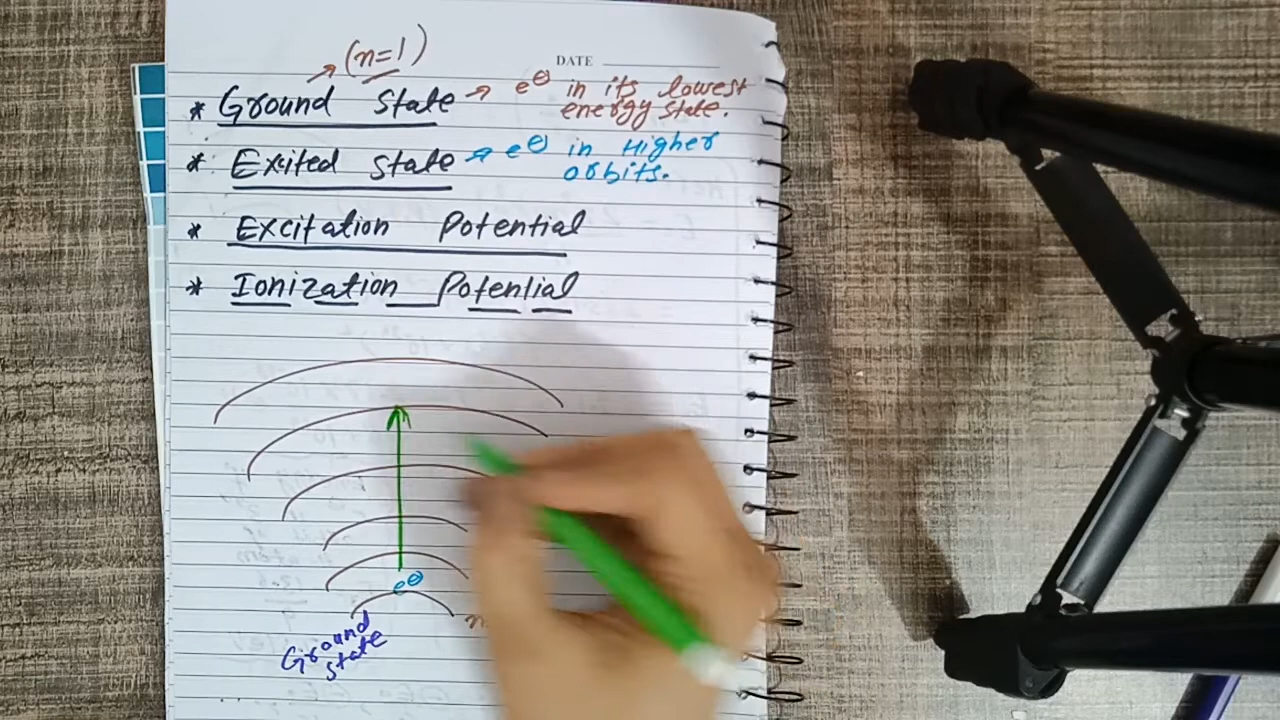 (n=1)
DATE
* Ground State → e⊖ in its lowest
energy state.
* Exited state → e⊖ in Higher
orbits.
* Excitation Potential
* Ionization Potential
e⊖
n
Ground
state